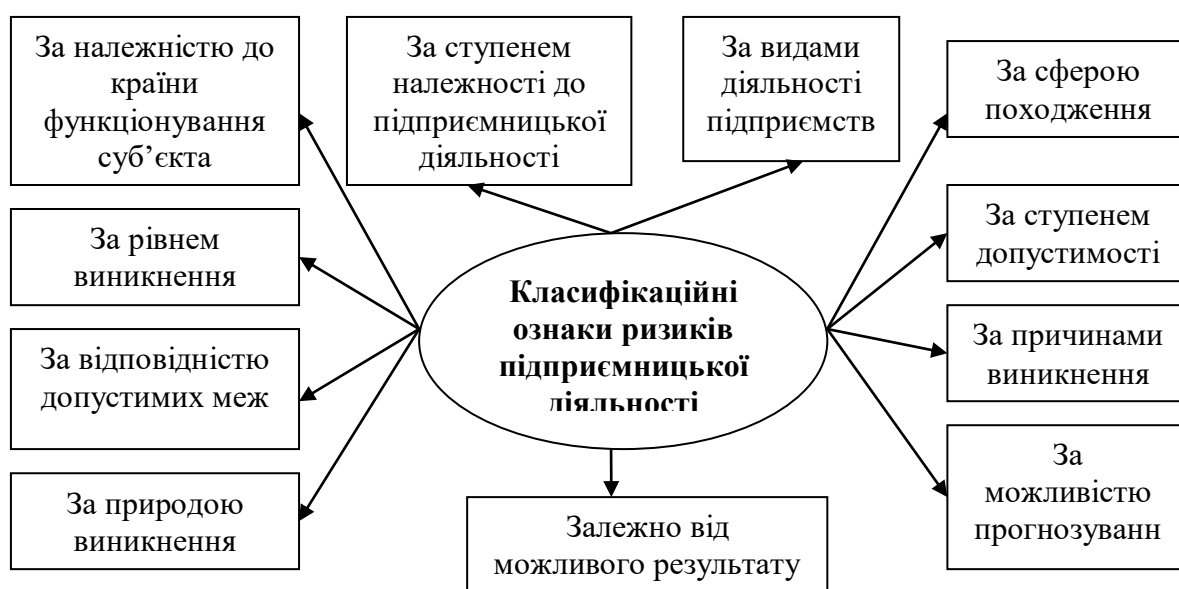 За належністю до
країни
функціонування
суб’єкта
За ступенем
належності до
підприємницької
діяльності
За видами
діяльності
підприємств
За сферою
походження
За рівнем
виникнення
За ступенем
допустимості
Класифікаційні
ознаки ризиків
підприємницької
діяльності
За відповідністю
допустимих меж
За причинами
виникнення
За природою
виникнення
Залежно від
можливого результату
За
можливістю
прогнозуванн